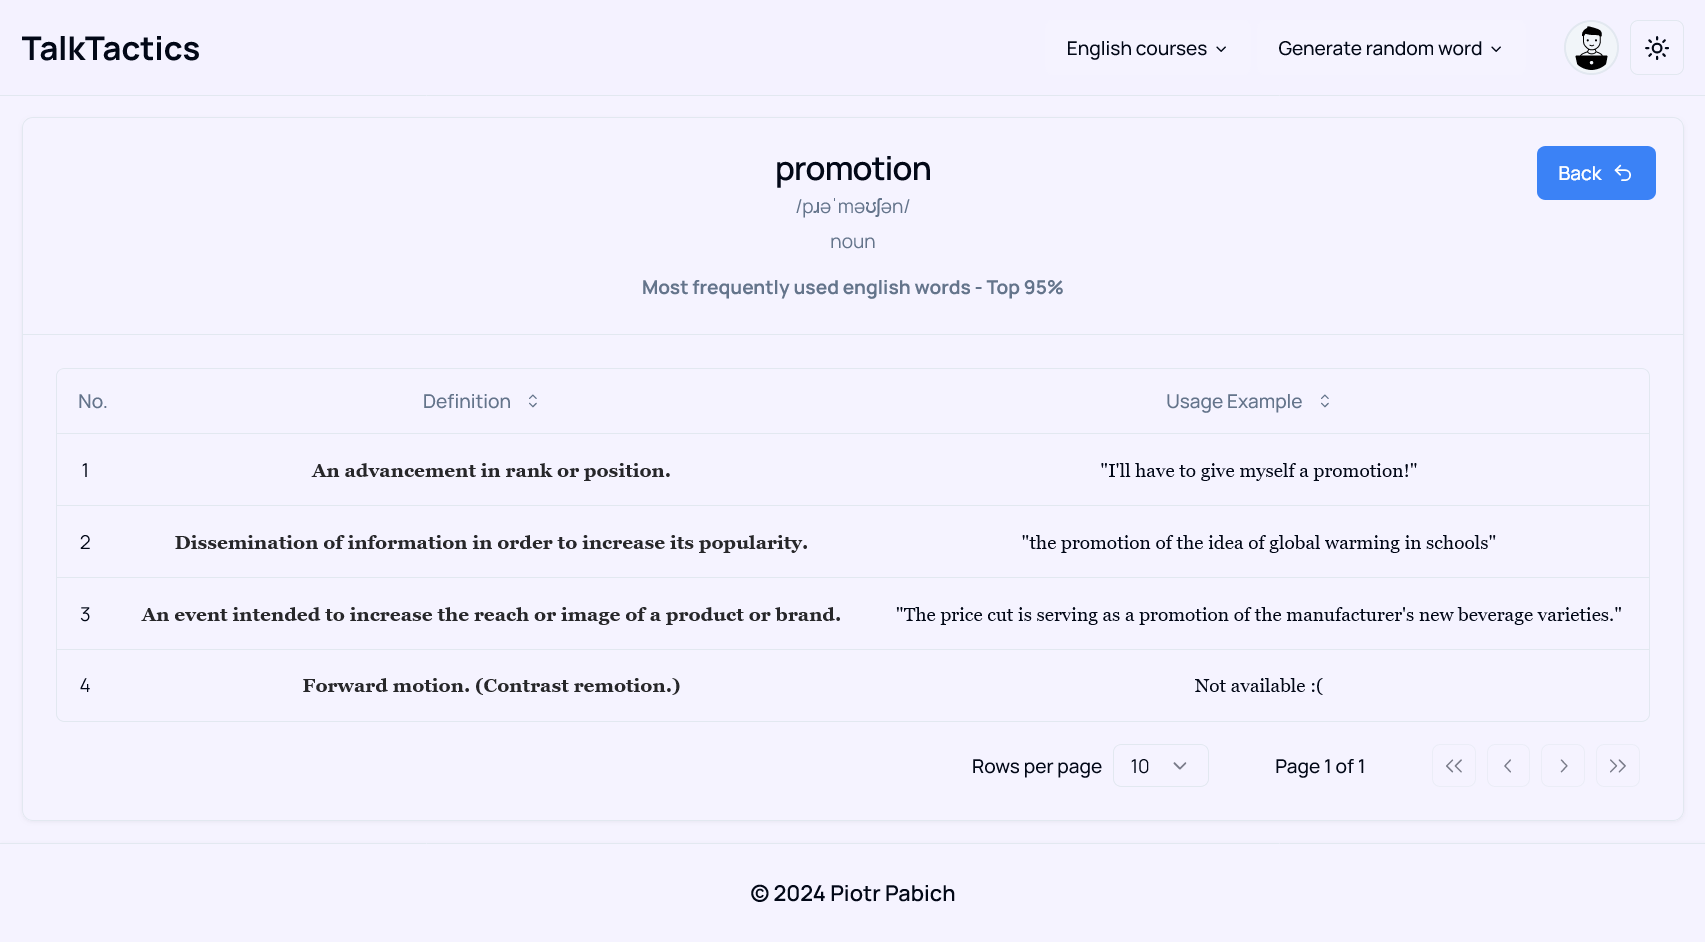 TalkTactics
English courses
Generate random word
promotion
Back
/pɹəˈməʊʃən/
noun
Most frequently used english words - Top 95%
No. Definition Usage Example
1 An advancement in rank or position. "I'll have to give myself a promotion!"
2 Dissemination of information in order to increase its popularity. "the promotion of the idea of global warming in schools"
3 An event intended to increase the reach or image of a product or brand. "The price cut is serving as a promotion of the manufacturer's new beverage varieties."
4 Forward motion. (Contrast remotion.) Not available :(
Rows per page 10 Page 1 of 1
© 2024 Piotr Pabich